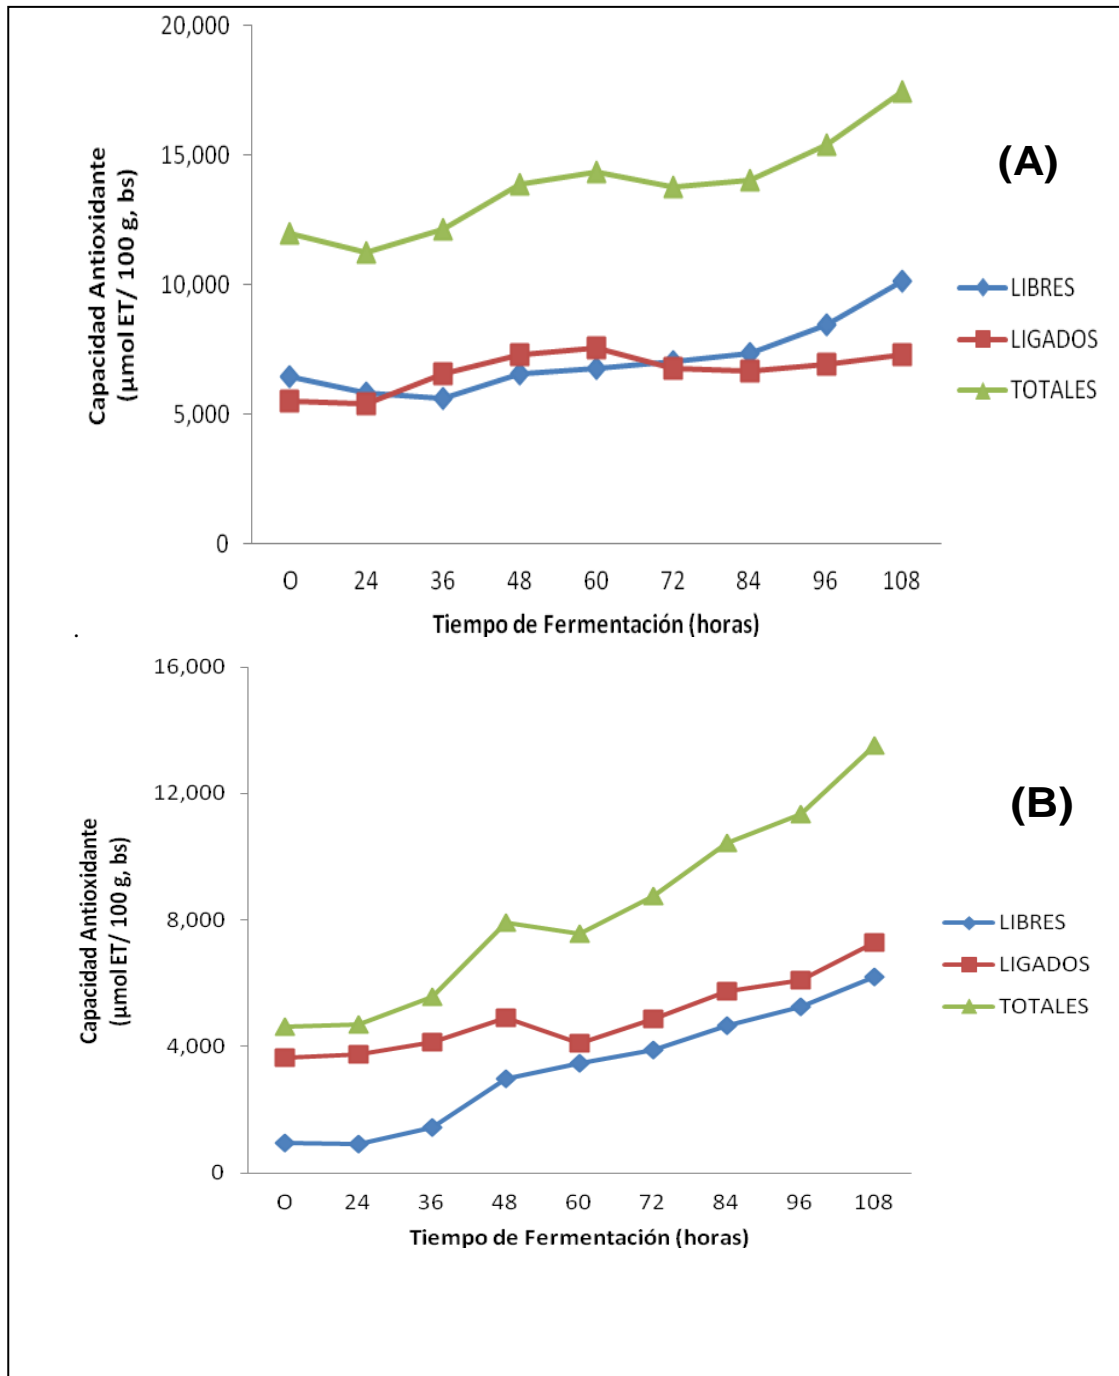 20,000
15,000
10,000
5,000
0
Capacidad Antioxidante
(µmol ET/ 100 g, bs)
(A)
LIBRES
LIGADOS
TOTALES
O 24 36 48 60 72 84 96 108
Tiempo de Fermentación (horas)
.
16,000
12,000
8,000
4,000
0
Capacidad Antioxidante
(µmol ET/ 100 g, bs)
(B)
LIBRES
LIGADOS
TOTALES
O 24 36 48 60 72 84 96 108
Tiempo de Fermentación (horas)